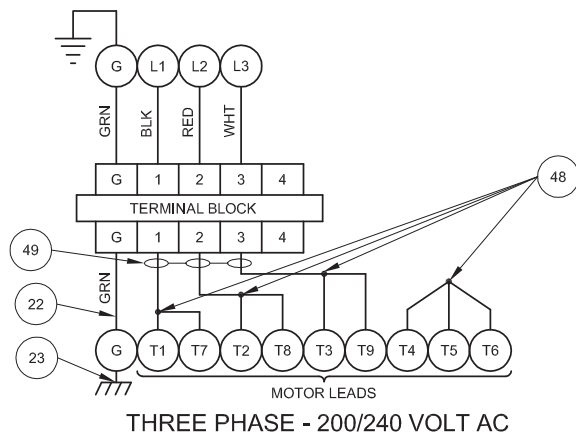 G L1 L2 L3
GRN BLK RED WHT
G 1 2 3 4
48
TERMINAL BLOCK
G 1 2 3 4
49
GRN
22
G T1 T7 T2 T8 T3 T9 T4 T5 T6
23
MOTOR LEADS
THREE PHASE - 200/240 VOLT AC